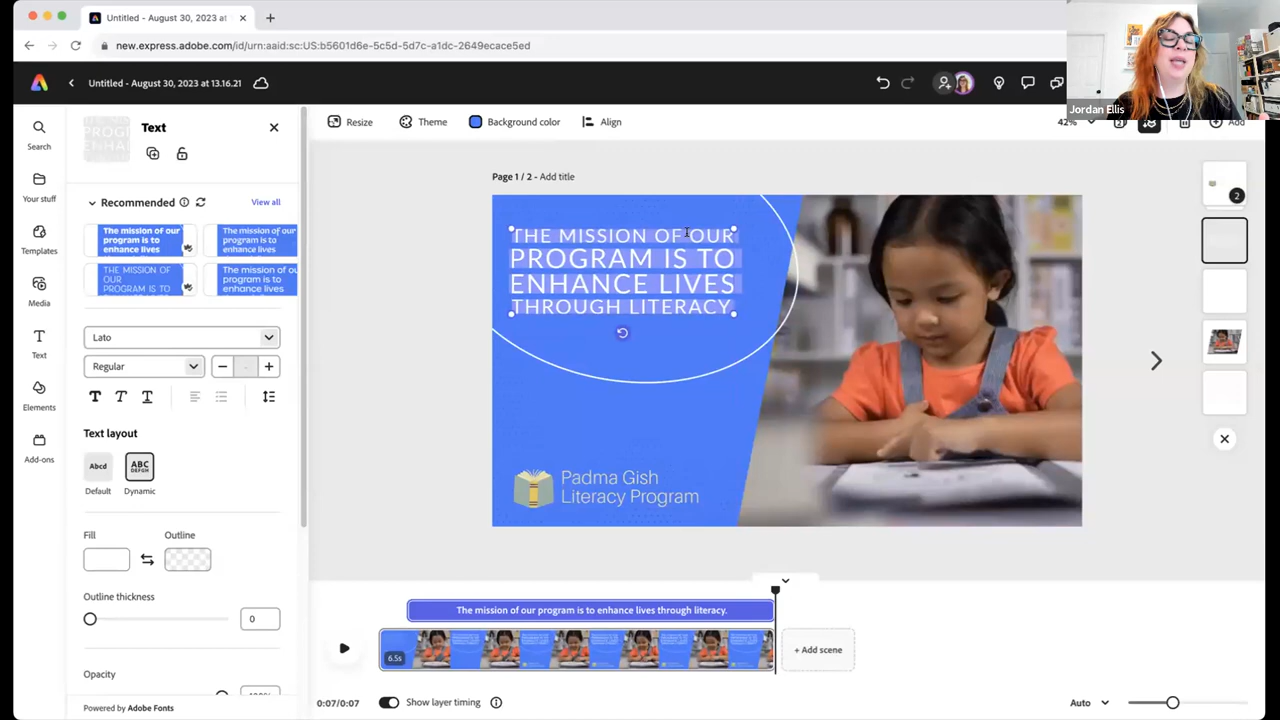 Untitled - August 30, 2023 at
new.express.adobe.com/id/urn:aaid:sc:US:b5601d6e-5c5d-5d7c-a1dc-2649ecace5ed
Untitled - August 30, 2023 at 13.16.21
Jordan Ellis
Search
Your stuff
Templates
Media
Text
Elements
Add-ons
Text
Recommended
View all
The mission of our
program is to
enhance lives
The mission of our
program is to
enhance lives
THE MISSION OF
OUR
PROGRAM IS TO
The mission of ou
program is to
enhance lives
Lato
Regular
Text layout
Abcd
ABC
DEFGH
Default
Dynamic
Fill
Outline
Outline thickness
0
Opacity
100%
Powered by Adobe Fonts
Resize
Theme
Background color
Align
42%
Add
Page 1 / 2 - Add title
THE MISSION OF OUR
PROGRAM IS TO
ENHANCE LIVES
THROUGH LITERACY
Padma Gish
Literacy Program
2
The mission of our program is to enhance lives through literacy.
6.5s
+ Add scene
0:07/0:07
Show layer timing
Auto